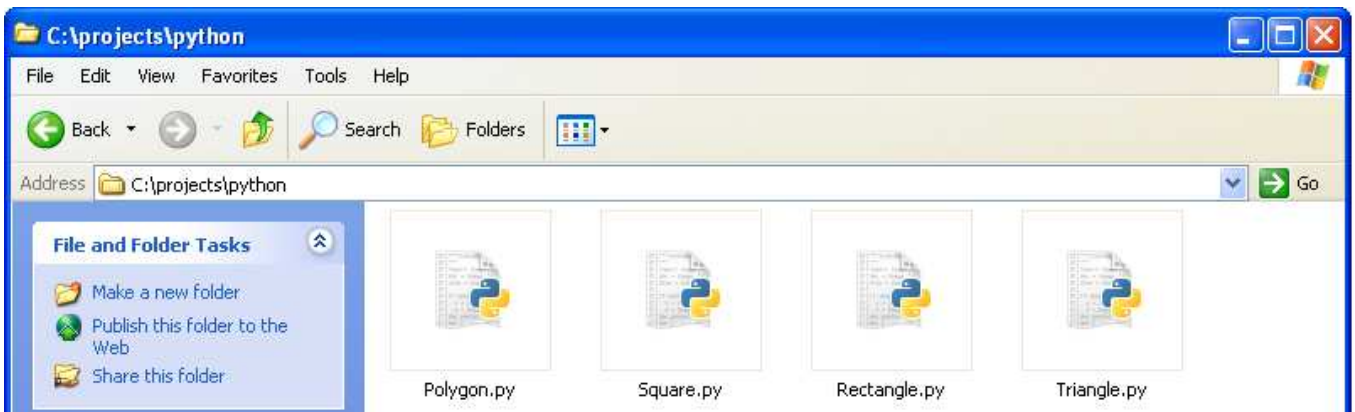 C:\projects\python
File Edit View Favorites Tools Help
Back Search Folders
Address C:\projects\python Go
File and Folder Tasks
Make a new folder
Publish this folder to the
Web
Share this folder
Polygon.py Square.py Rectangle.py Triangle.py